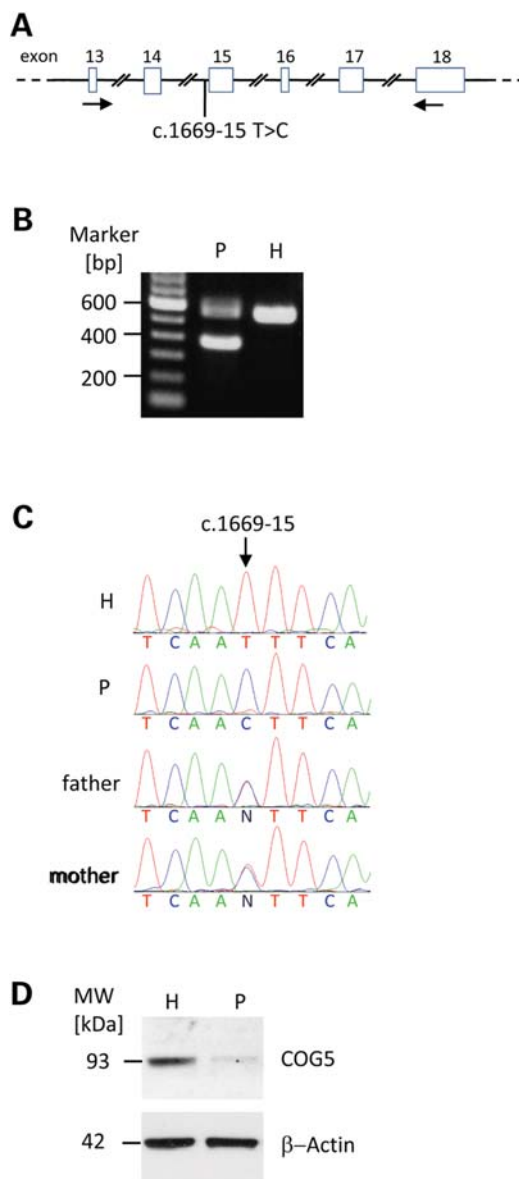 A
exon 13 14 15 16 17 18
c.1669-15 T>C
B
Marker
[bp]
P H
600
400
200
C
c.1669-15
H
T C A A T T T C A
P
T C A A C T T C A
father
T C A A N T T C A
mother
T C A A N T T C A
D
MW
[kDa]
H P
93 COG5
42 β–Actin